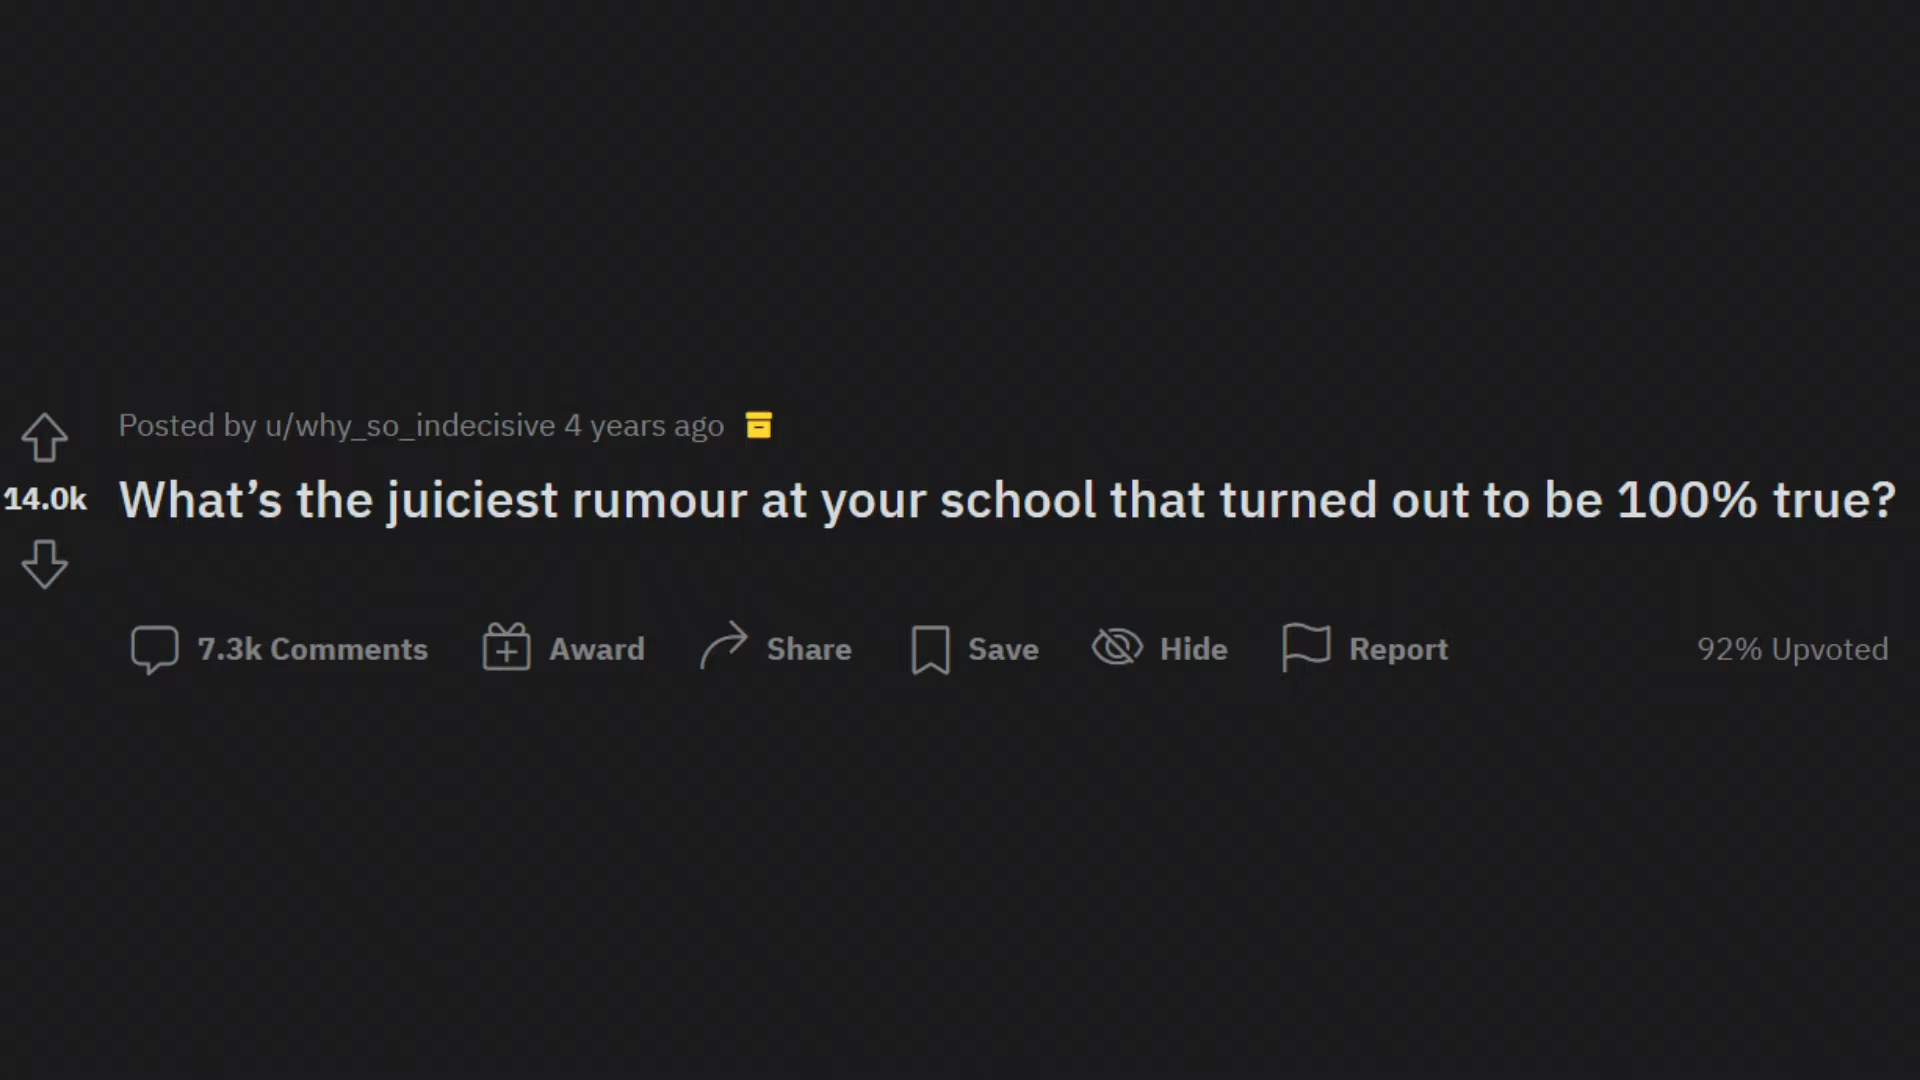 Posted by u/why_so_indecisive 4 years ago
14.0k
What’s the juiciest rumour at your school that turned out to be 100% true?
7.3k Comments Award Share Save Hide Report 92% Upvoted